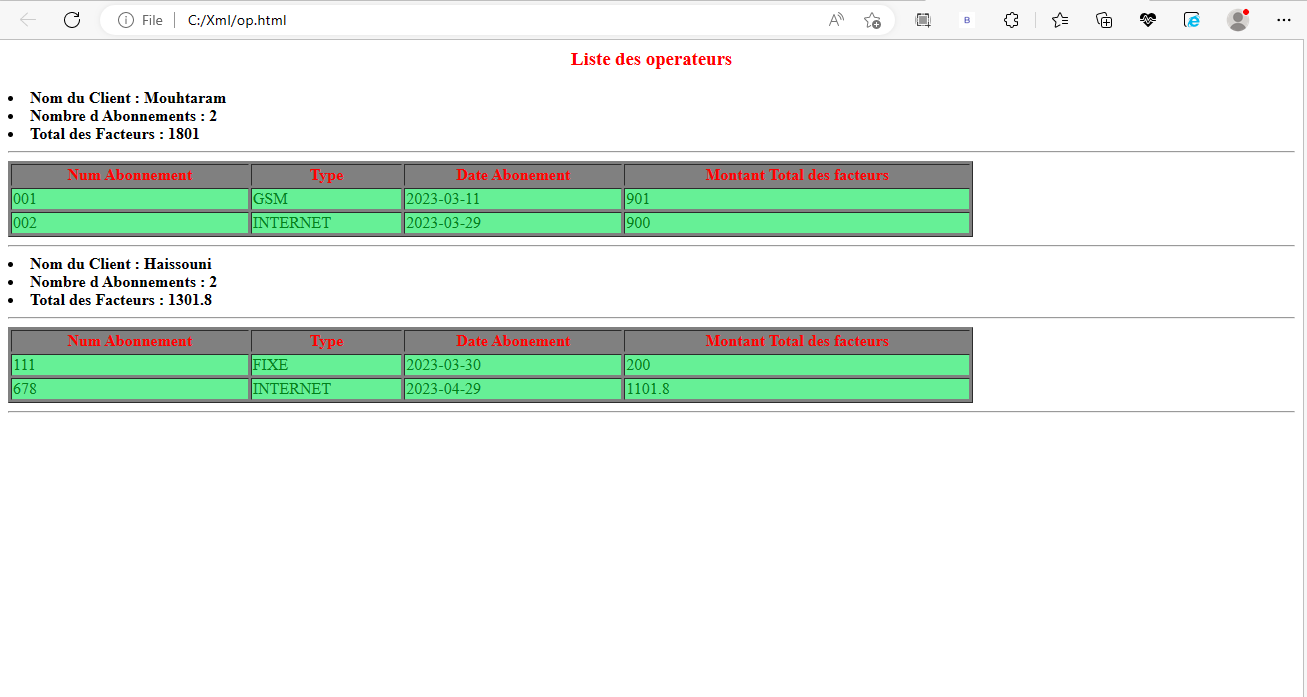 File C:/Xml/op.html
B
Liste des operateurs
Nom du Client : Mouhtaram
Nombre d Abonnements : 2
Total des Facteurs : 1801
Num Abonnement Type Date Abonement Montant Total des facteurs
001 GSM 2023-03-11 901
002 INTERNET 2023-03-29 900
Nom du Client : Haissouni
Nombre d Abonnements : 2
Total des Facteurs : 1301.8
Num Abonnement Type Date Abonement Montant Total des facteurs
111 FIXE 2023-03-30 200
678 INTERNET 2023-04-29 1101.8